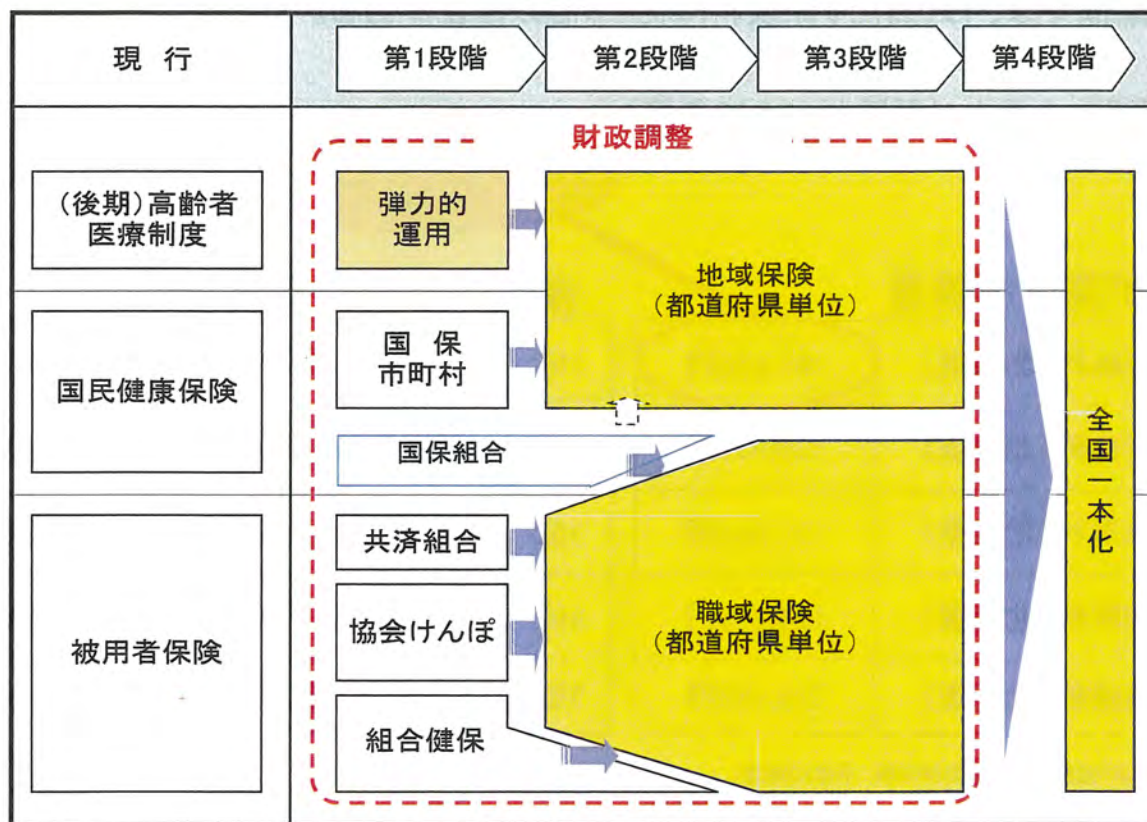 現 行
第1段階
第2段階
第3段階
第4段階
財政調整
(後期)高齢者
医療制度
弾力的
運用
地域保険
(都道府県単位)
国民健康保険
国 保
市町村
国保組合
全国一本化
被用者保険
共済組合
協会けんぽ
職域保険
(都道府県単位)
組合健保